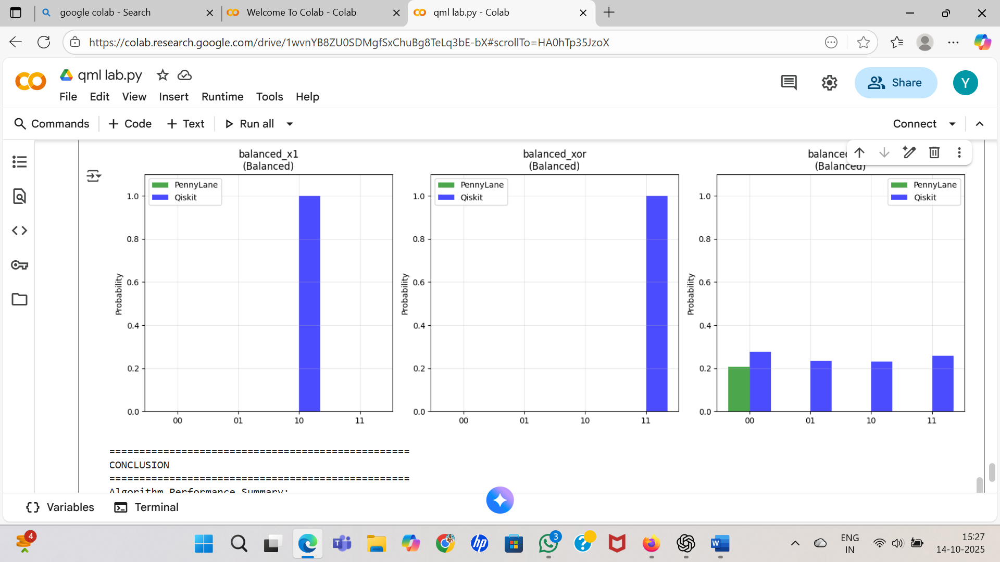 google colab - Search
Welcome To Colab - Colab
qml lab.py - Colab
https://colab.research.google.com/drive/1wvnYB8ZU0SDMgfSxChuBg8TeLq3bE-bX#scrollTo=HA0hTp35JzoX
qml lab.py
File Edit View Insert Runtime Tools Help
Share
Y
Commands + Code + Text Run all
Connect
balanced_x1
(Balanced)
PennyLane
Qiskit
Probability
1.0
0.8
0.6
0.4
0.2
0.0
00 01 10 11
balanced_xor
(Balanced)
PennyLane
Qiskit
Probability
1.0
0.8
0.6
0.4
0.2
0.0
00 01 10 11
(Balanced)
PennyLane
Qiskit
Probability
1.0
0.8
0.6
0.4
0.2
0.0
00 01 10 11
==================================================
CONCLUSION
==================================================
Algorithm Performance Summary:
{} Variables
Terminal
4
T
hp
3
?
W
ENG
IN
15:27
14-10-2025